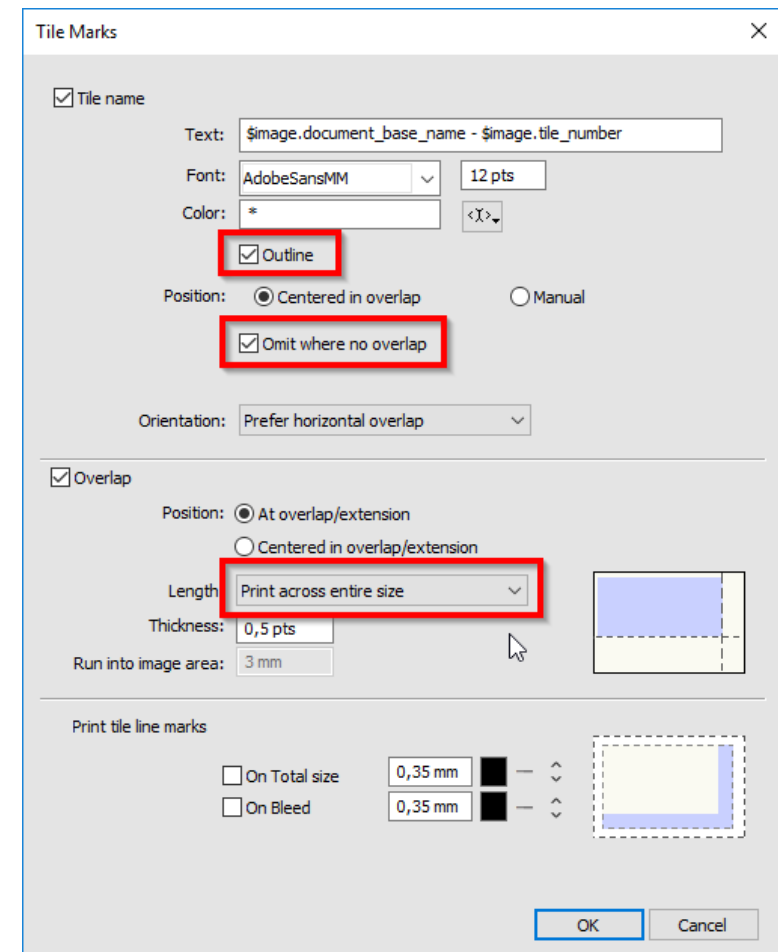 Tile Marks
Tile name
Text: $image.document_base_name - $image.tile_number
Font: AdobeSansMM 12 pts
Color: *
Outline
Position: Centered in overlap Manual
Omit where no overlap
Orientation: Prefer horizontal overlap
Overlap
Position: At overlap/extension
Centered in overlap/extension
Length Print across entire size
Thickness: 0,5 pts
Run into image area: 3 mm
Print tile line marks
On Total size 0,35 mm
On Bleed 0,35 mm
OK Cancel